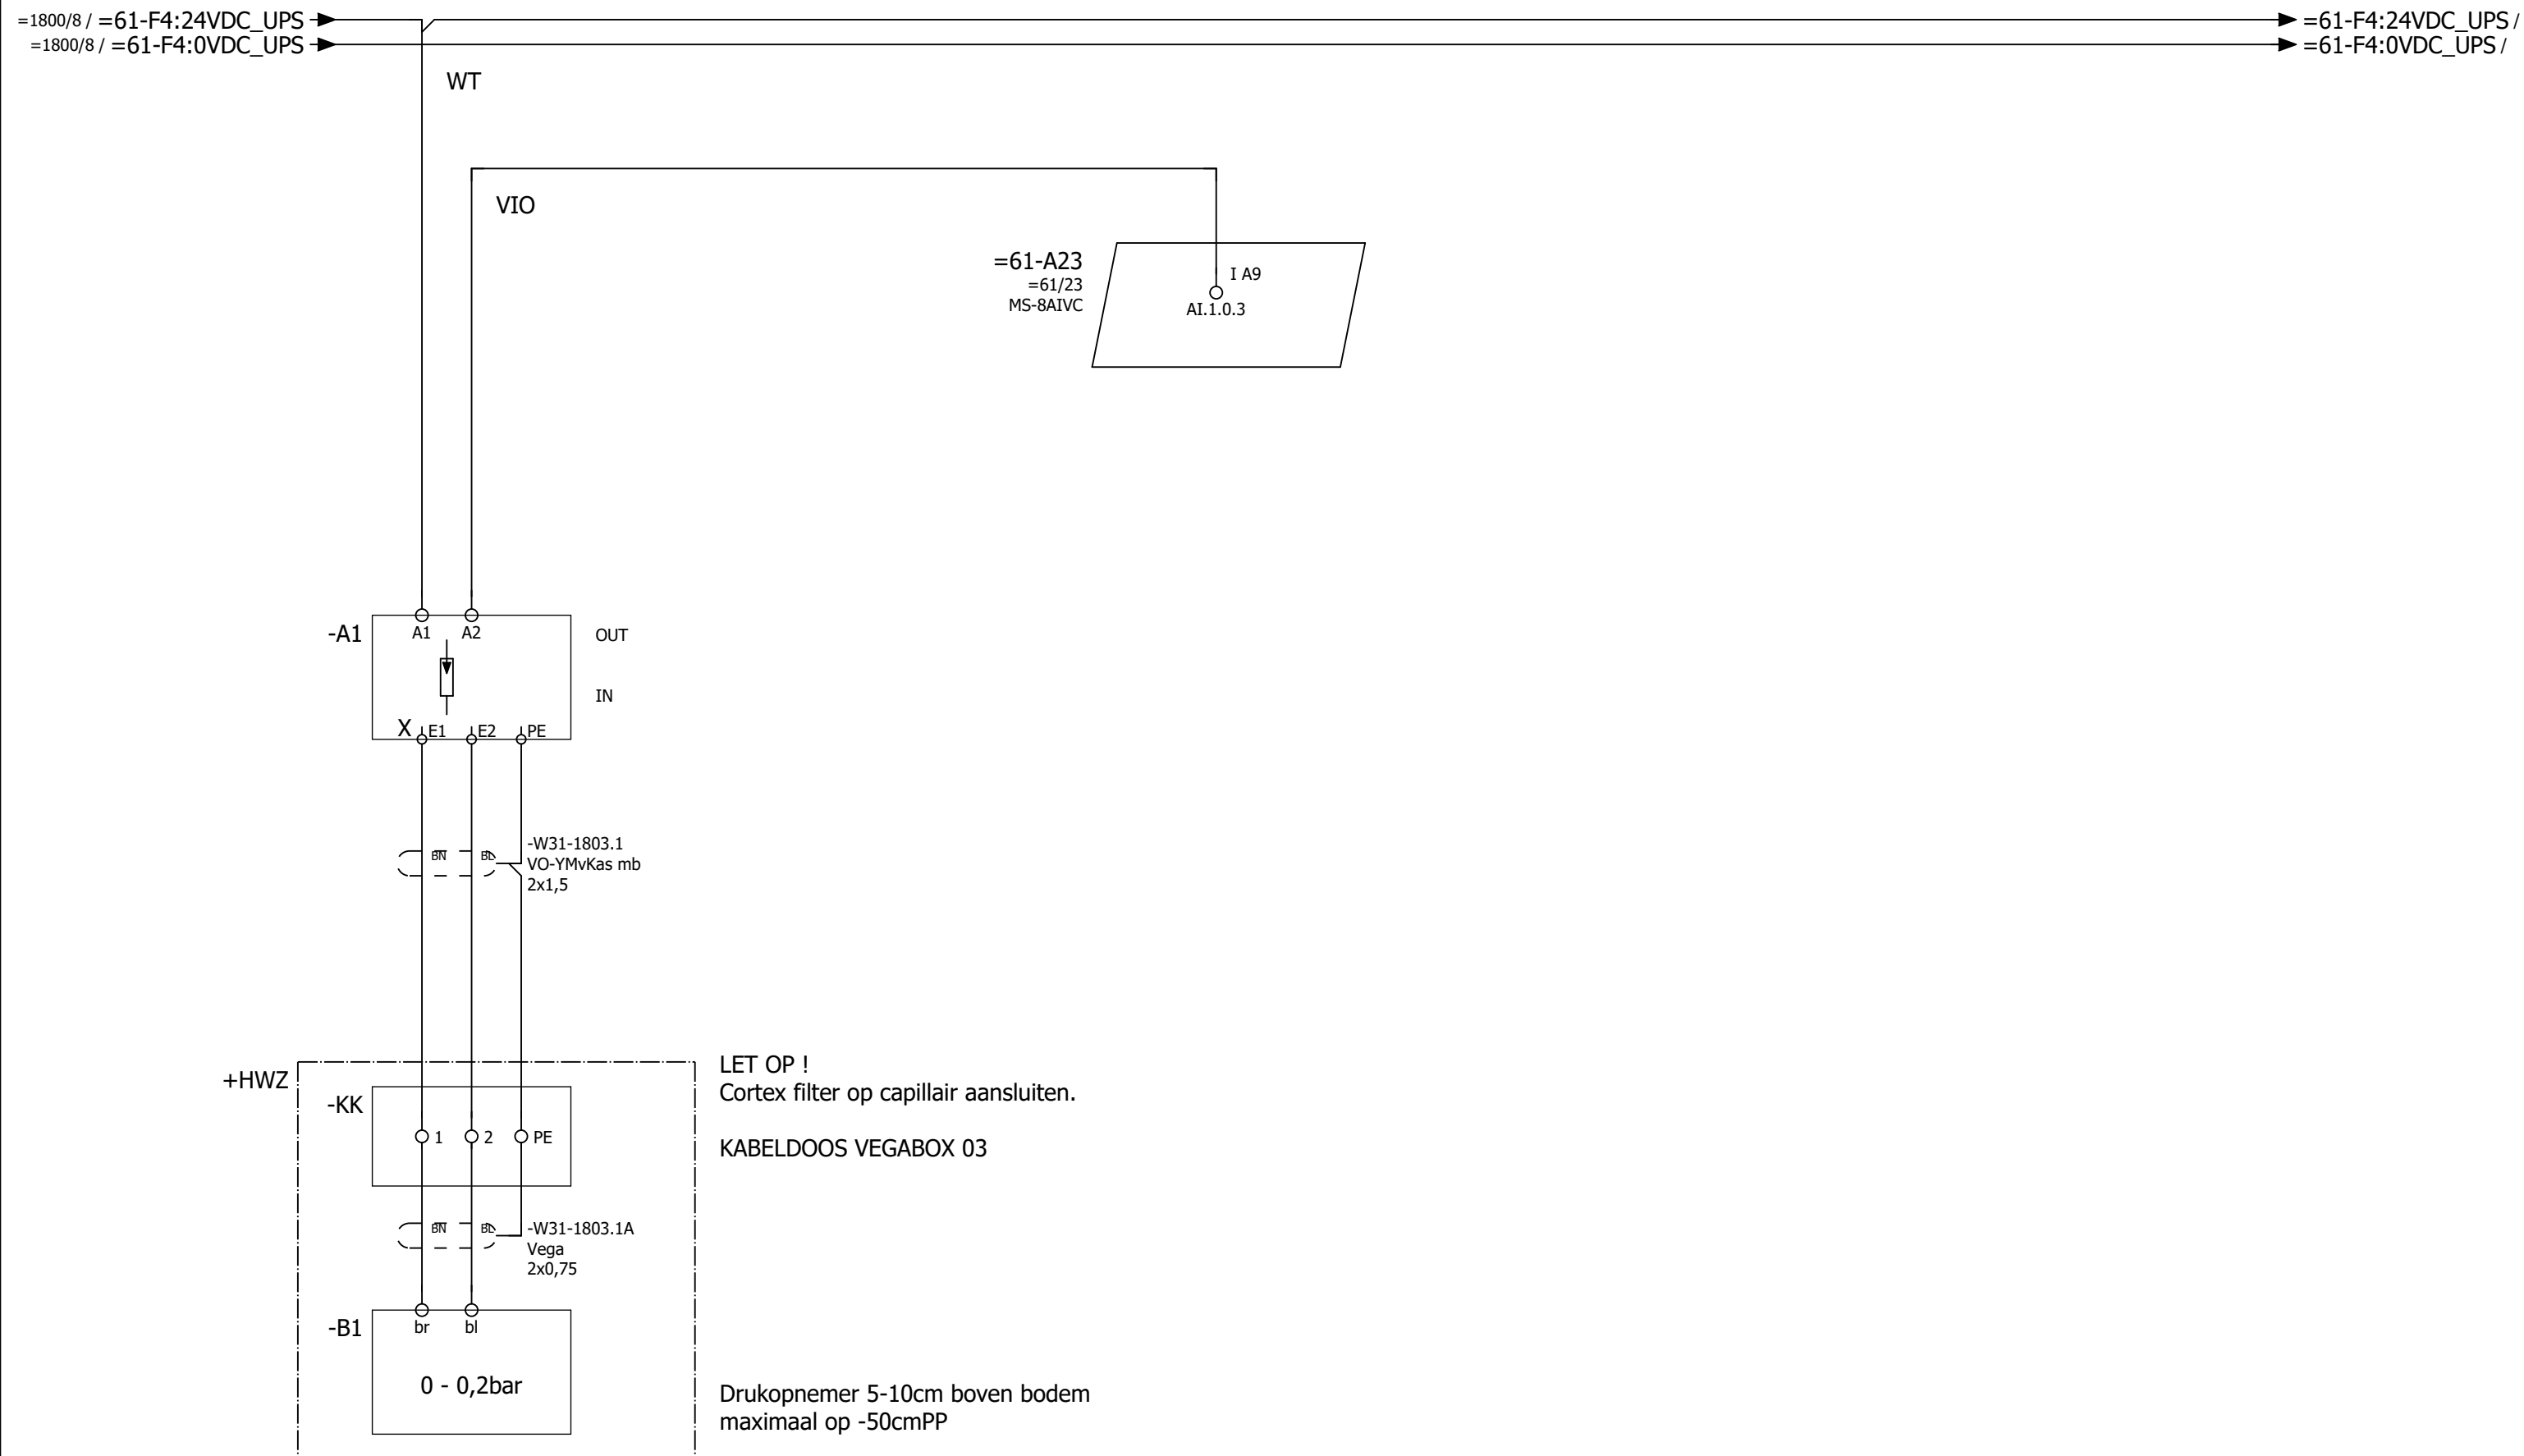 =1800/8 / =61-F4:24VDC_UPS
=61-F4:24VDC_UPS /
=1800/8 / =61-F4:0VDC_UPS
=61-F4:0VDC_UPS /
WT
VIO
=61-A23
=61/23
MS-8AIVC
I A9
AI.1.0.3
-A1
A1 A2
OUT
IN
X E1 E2 PE
-W31-1803.1
VO-YMvKas mb
2x1,5
BN BL
+HWZ
LET OP !
Cortex filter op capillair aansluiten.
-KK
1 2 PE
KABELDOOS VEGABOX 03
BN BL
-W31-1803.1A
Vega
2x0,75
-B1
br bl
0 - 0,2bar
Drukopnemer 5-10cm boven bodem
maximaal op -50cmPP